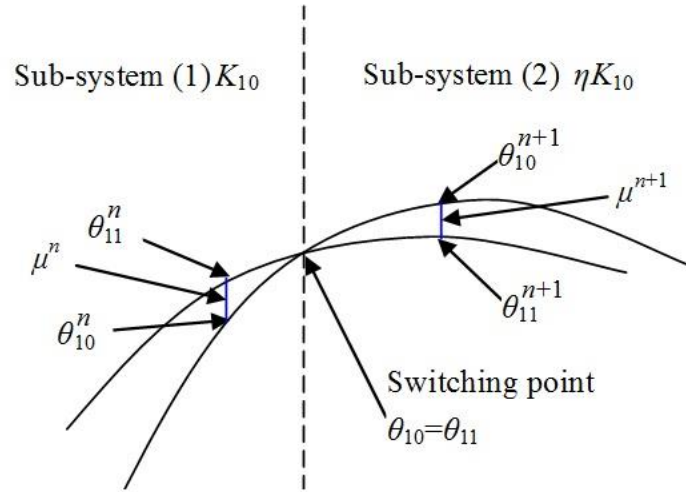 Sub-system (1) K₁₀
Sub-system (2) ηK₁₀
θ₁₀ⁿ⁺¹
μⁿ⁺¹
θ₁₁ⁿ
μⁿ
θ₁₀ⁿ
θ₁₁ⁿ⁺¹
Switching point
θ₁₀=θ₁₁